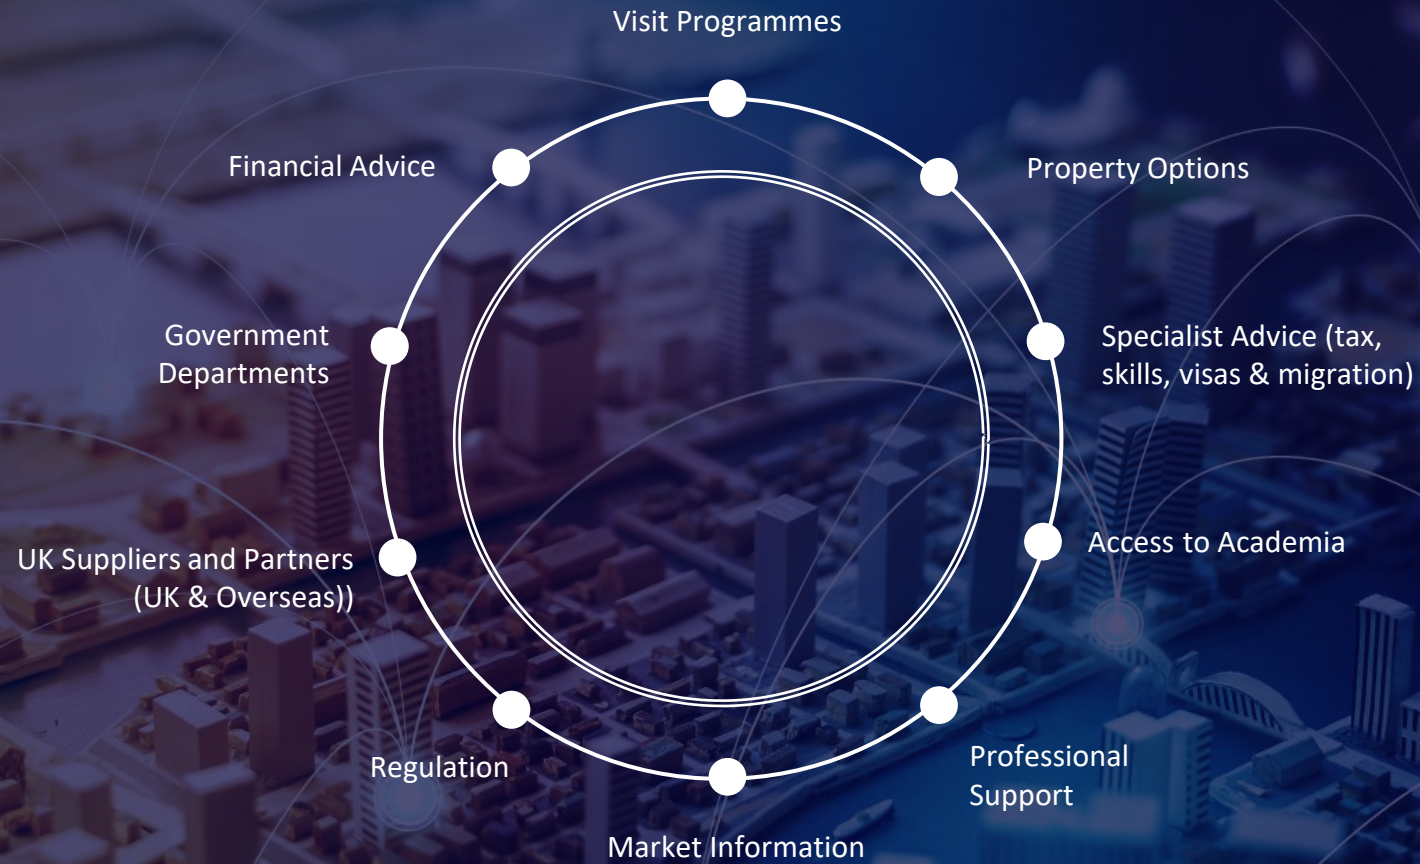 Visit Programmes
Financial Advice
Property Options
Government
Departments
Specialist Advice (tax,
skills, visas & migration)
UK Suppliers and Partners
(UK & Overseas))
Access to Academia
Regulation
Professional
Support
Market Information